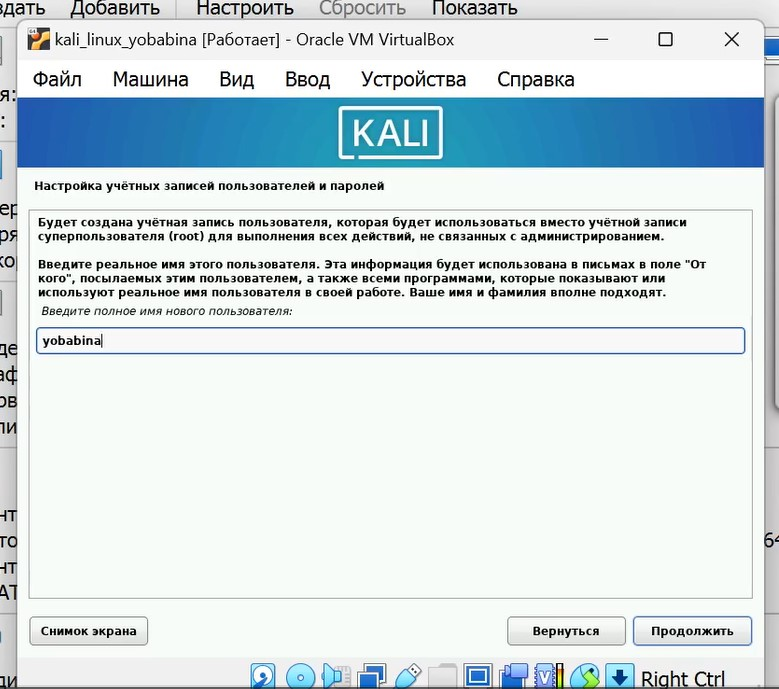 здать Добавить Настроить Сбросить Показать
kali_linux_yobabina [Работает] - Oracle VM VirtualBox
Файл Машина Вид Ввод Устройства Справка
KALI
Настройка учётных записей пользователей и паролей
Будет создана учётная запись пользователя, которая будет использоваться вместо учётной записи
суперпользователя (root) для выполнения всех действий, не связанных с администрированием.
Введите реальное имя этого пользователя. Эта информация будет использована в письмах в поле "От
кого", посылаемых этим пользователем, а также всеми программами, которые показывают или
используют реальное имя пользователя в своей работе. Ваше имя и фамилия вполне подходят.
Введите полное имя нового пользователя:
yobabina
Снимок экрана Вернуться Продолжить
Right Ctrl